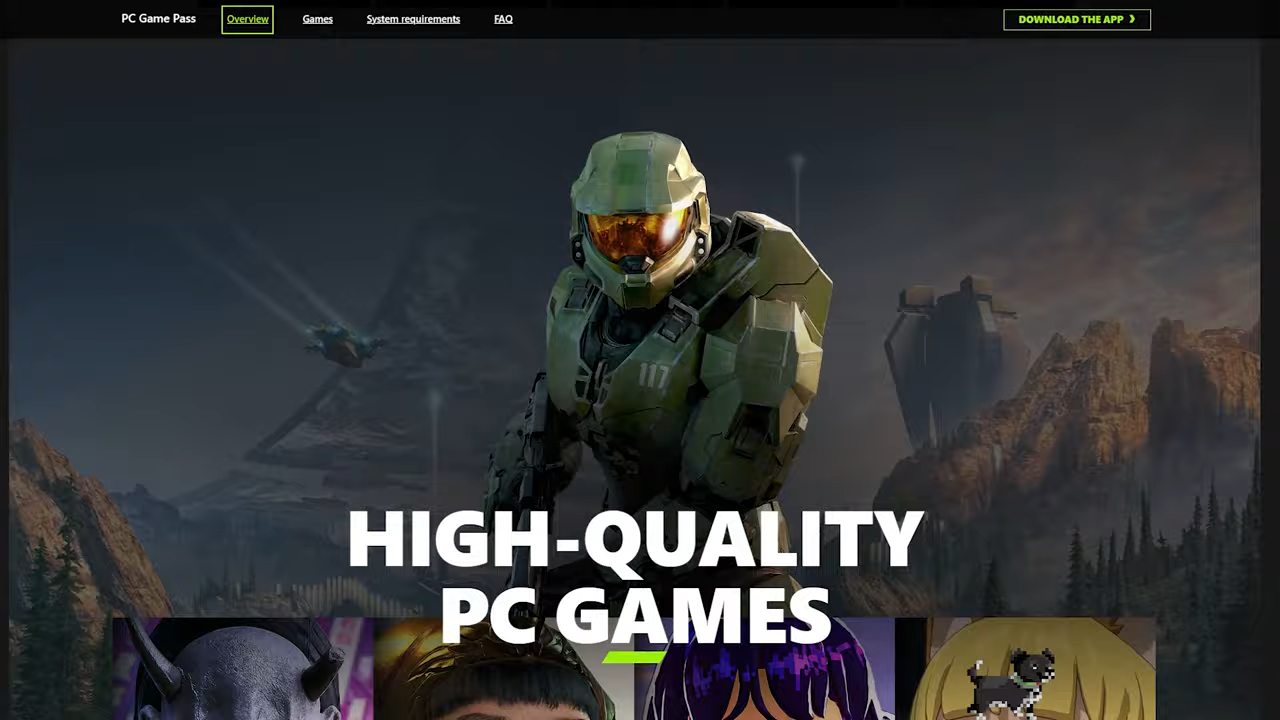 PC Game Pass Overview Games System requirements FAQ DOWNLOAD THE APP
117
HIGH-QUALITY
PC GAMES